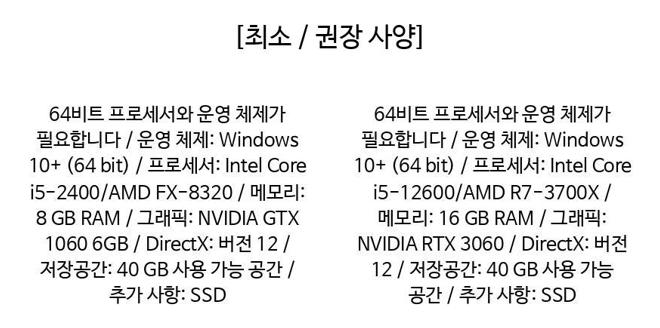 [최소 / 권장 사양]
64비트 프로세서와 운영 체제가
필요합니다 / 운영 체제: Windows
10+ (64 bit) / 프로세서: Intel Core
i5-2400/AMD FX-8320 / 메모리:
8 GB RAM / 그래픽: NVIDIA GTX
1060 6GB / DirectX: 버전 12 /
저장공간: 40 GB 사용 가능 공간 /
추가 사항: SSD
64비트 프로세서와 운영 체제가
필요합니다 / 운영 체제: Windows
10+ (64 bit) / 프로세서: Intel Core
i5-12600/AMD R7-3700X /
메모리: 16 GB RAM / 그래픽:
NVIDIA RTX 3060 / DirectX: 버전
12 / 저장공간: 40 GB 사용 가능
공간 / 추가 사항: SSD